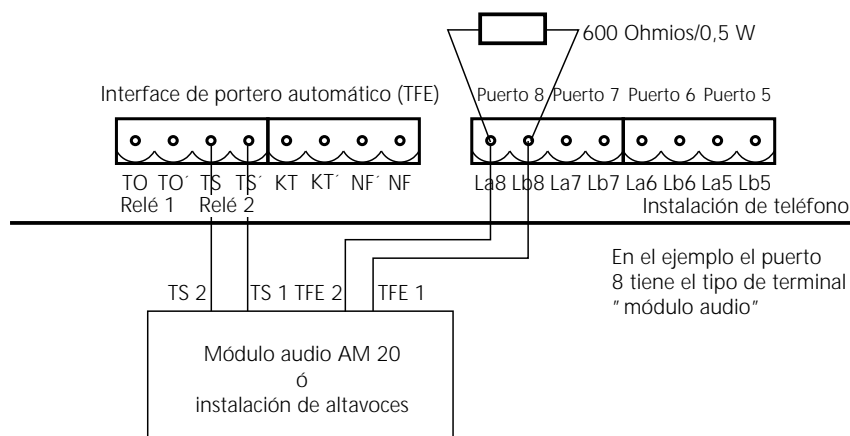 600 Ohmios/0,5 W
Interface de portero automático (TFE)
Puerto 8 Puerto 7 Puerto 6 Puerto 5
TO TO´ TS TS´ KT KT´ NF´ NF
La8 Lb8 La7 Lb7 La6 Lb6 La5 Lb5
Relé 1 Relé 2
Instalación de teléfono
En el ejemplo el puerto
8 tiene el tipo de terminal
"módulo audio"
TS 2 TS 1 TFE 2 TFE 1
Módulo audio AM 20
ó
instalación de altavoces